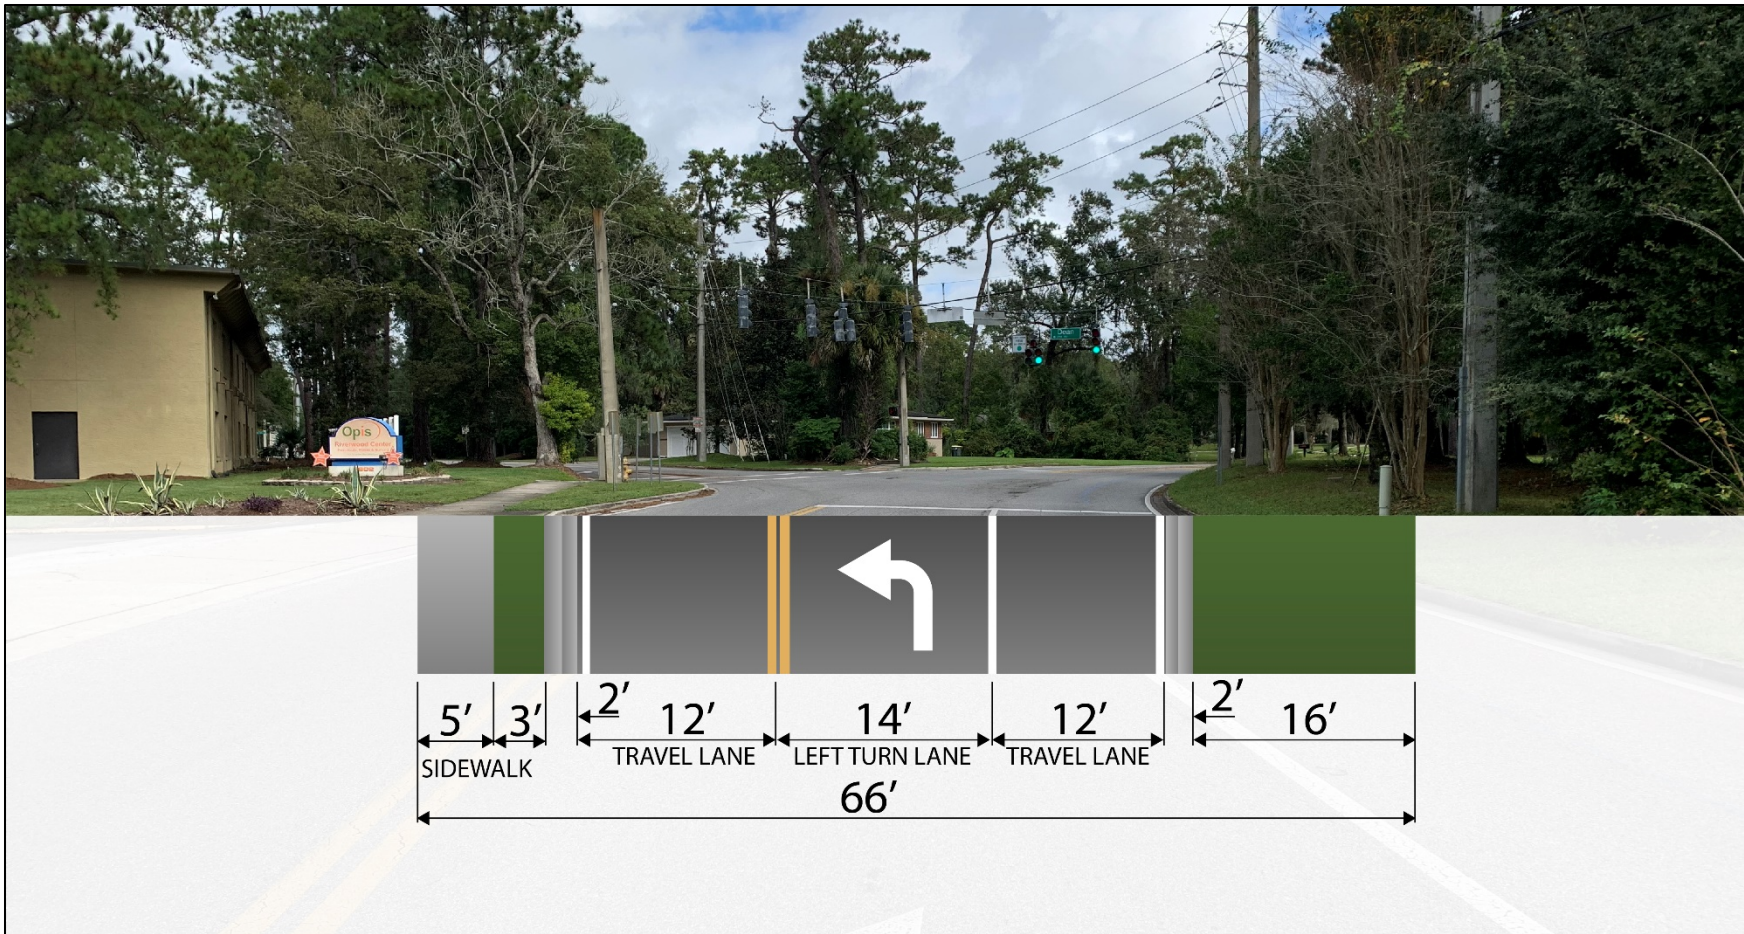 Opis
5’
3’
2’
12’
14’
12’
2’
16’
SIDEWALK
TRAVEL LANE
LEFT TURN LANE
TRAVEL LANE
66’